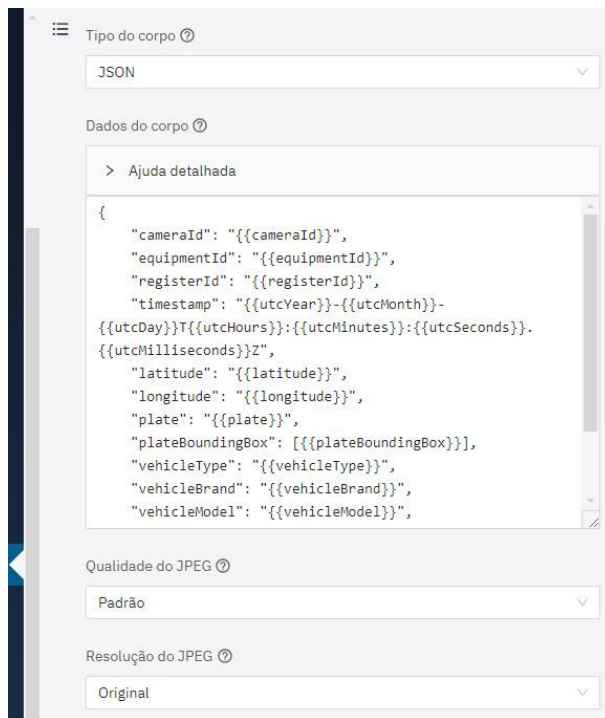 Tipo do corpo
JSON
Dados do corpo
Ajuda detalhada
{
"cameraId": "{{cameraId}}",
"equipmentId": "{{equipmentId}}",
"registerId": "{{registerId}}",
"timestamp": "{{utcYear}}-{{utcMonth}}-
{{utcDay}}T{{utcHours}}:{{utcMinutes}}:{{utcSeconds}}.
{{utcMilliseconds}}Z",
"latitude": "{{latitude}}",
"longitude": "{{longitude}}",
"plate": "{{plate}}",
"plateBoundingBox": [{{plateBoundingBox}}],
"vehicleType": "{{vehicleType}}",
"vehicleBrand": "{{vehicleBrand}}",
"vehicleModel": "{{vehicleModel}}",
Qualidade do JPEG
Padrão
Resolução do JPEG
Original